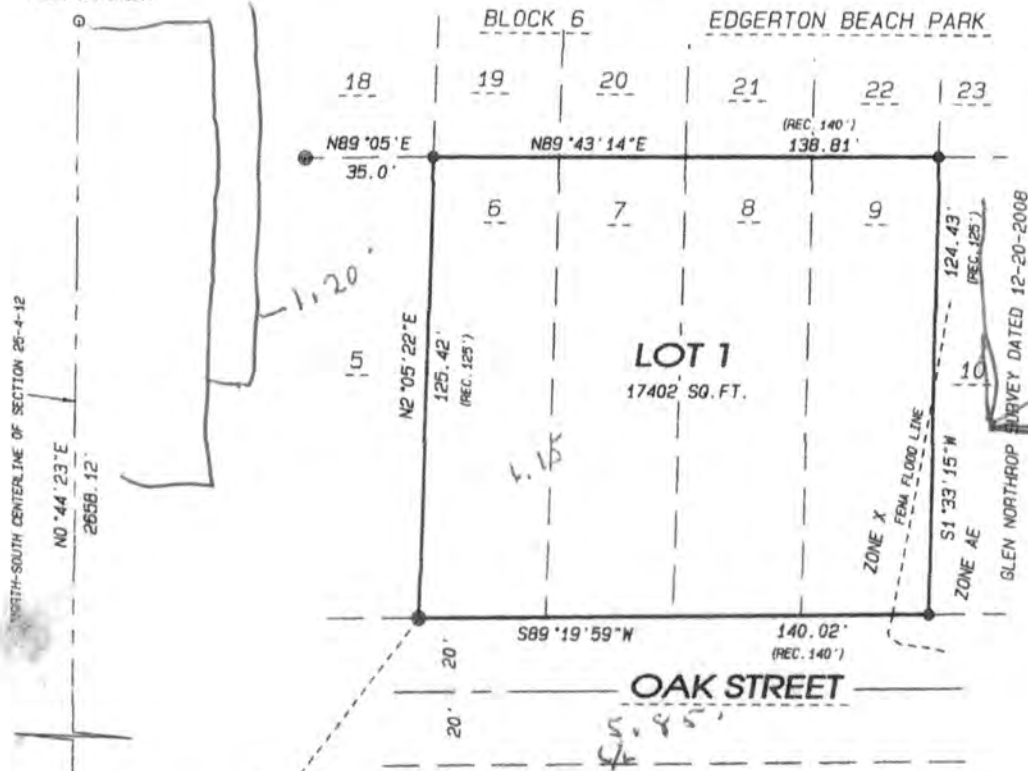 BLOCK 6
EDGERTON BEACH PARK
18
19
20
21
22
23
N89°05'E
35.0'
N89°43'14"E
(REC. 140')
138.81'
6
7
8
9
5
10
1.20
124.43'
(REC. 125')
N2°05'22"E
125.42'
(REC. 125')
LOT 1
17402 SQ.FT.
ZONE X
FEMA FLOOD LINE
S1°33'15"W
ZONE AE
GLEN NORTHROP SURVEY DATED 12-20-2008
NORTH-SOUTH CENTERLINE OF SECTION 26-4-12
N0°44'23"E
2658.12'
S89°19'59"W
140.02'
(REC. 140')
20'
20'
OAK STREET